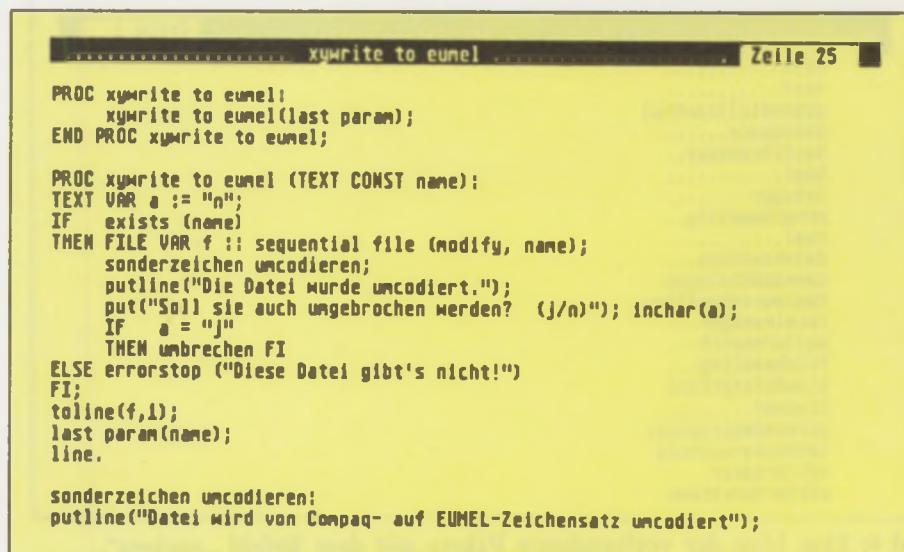 ..................... xywrite to eumel ..................... Zeile 25
PROC xywrite to eumel:
xywrite to eumel(last param);
END PROC xywrite to eumel;
PROC xywrite to eumel (TEXT CONST name):
TEXT VAR a := "n";
IF exists (name)
THEN FILE VAR f :: sequential file (modify, name);
sonderzeichen umcodieren;
putline("Die Datei wurde umcodiert.");
put("Soll sie auch umgebrochen werden? (j/n)"); inchar(a);
IF a = "j"
THEN umbrechen FI
ELSE errorstop ("Diese Datei gibt's nicht!")
FI;
toline(f,1);
last param(name);
line.
sonderzeichen umcodieren:
putline("Datei wird von Compaq- auf EUMEL-Zeichensatz umcodiert");